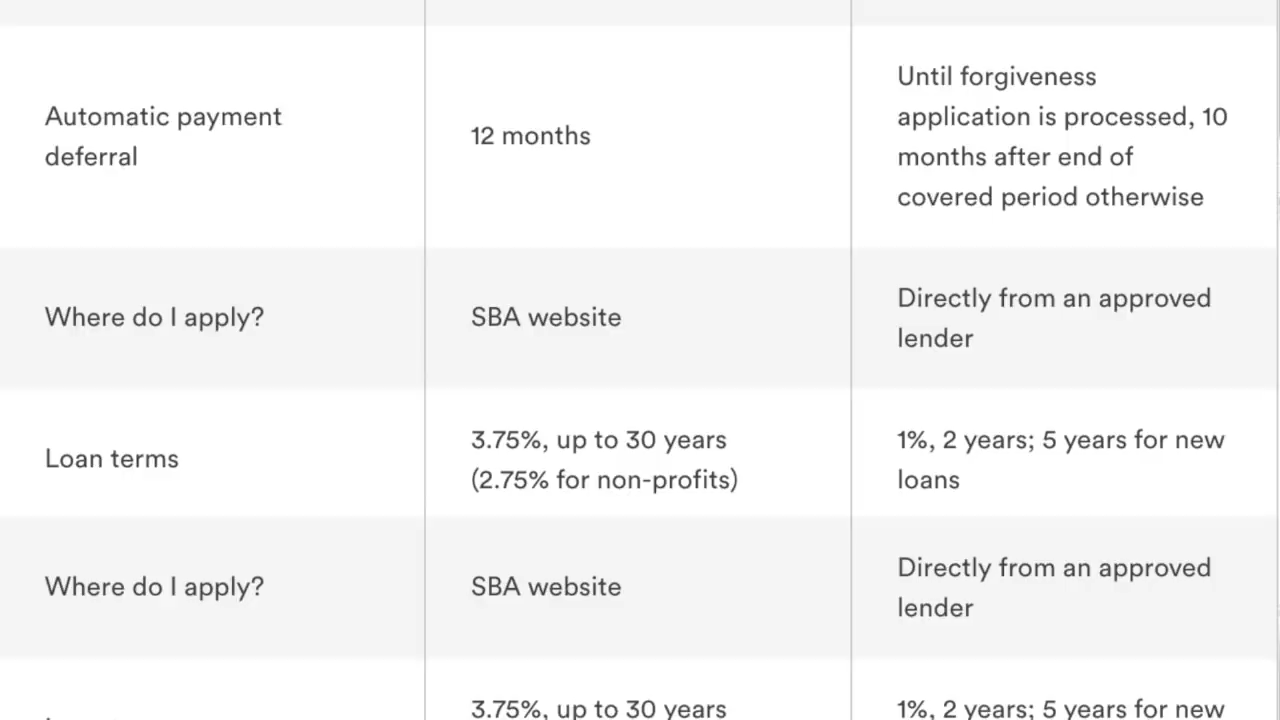 Automatic payment
deferral
12 months
Until forgiveness
application is processed, 10
months after end of
covered period otherwise
Where do I apply?
SBA website
Directly from an approved
lender
Loan terms
3.75%, up to 30 years
(2.75% for non-profits)
1%, 2 years; 5 years for new
loans
Where do I apply?
SBA website
Directly from an approved
lender
3.75%, up to 30 years
1%, 2 years; 5 years for new